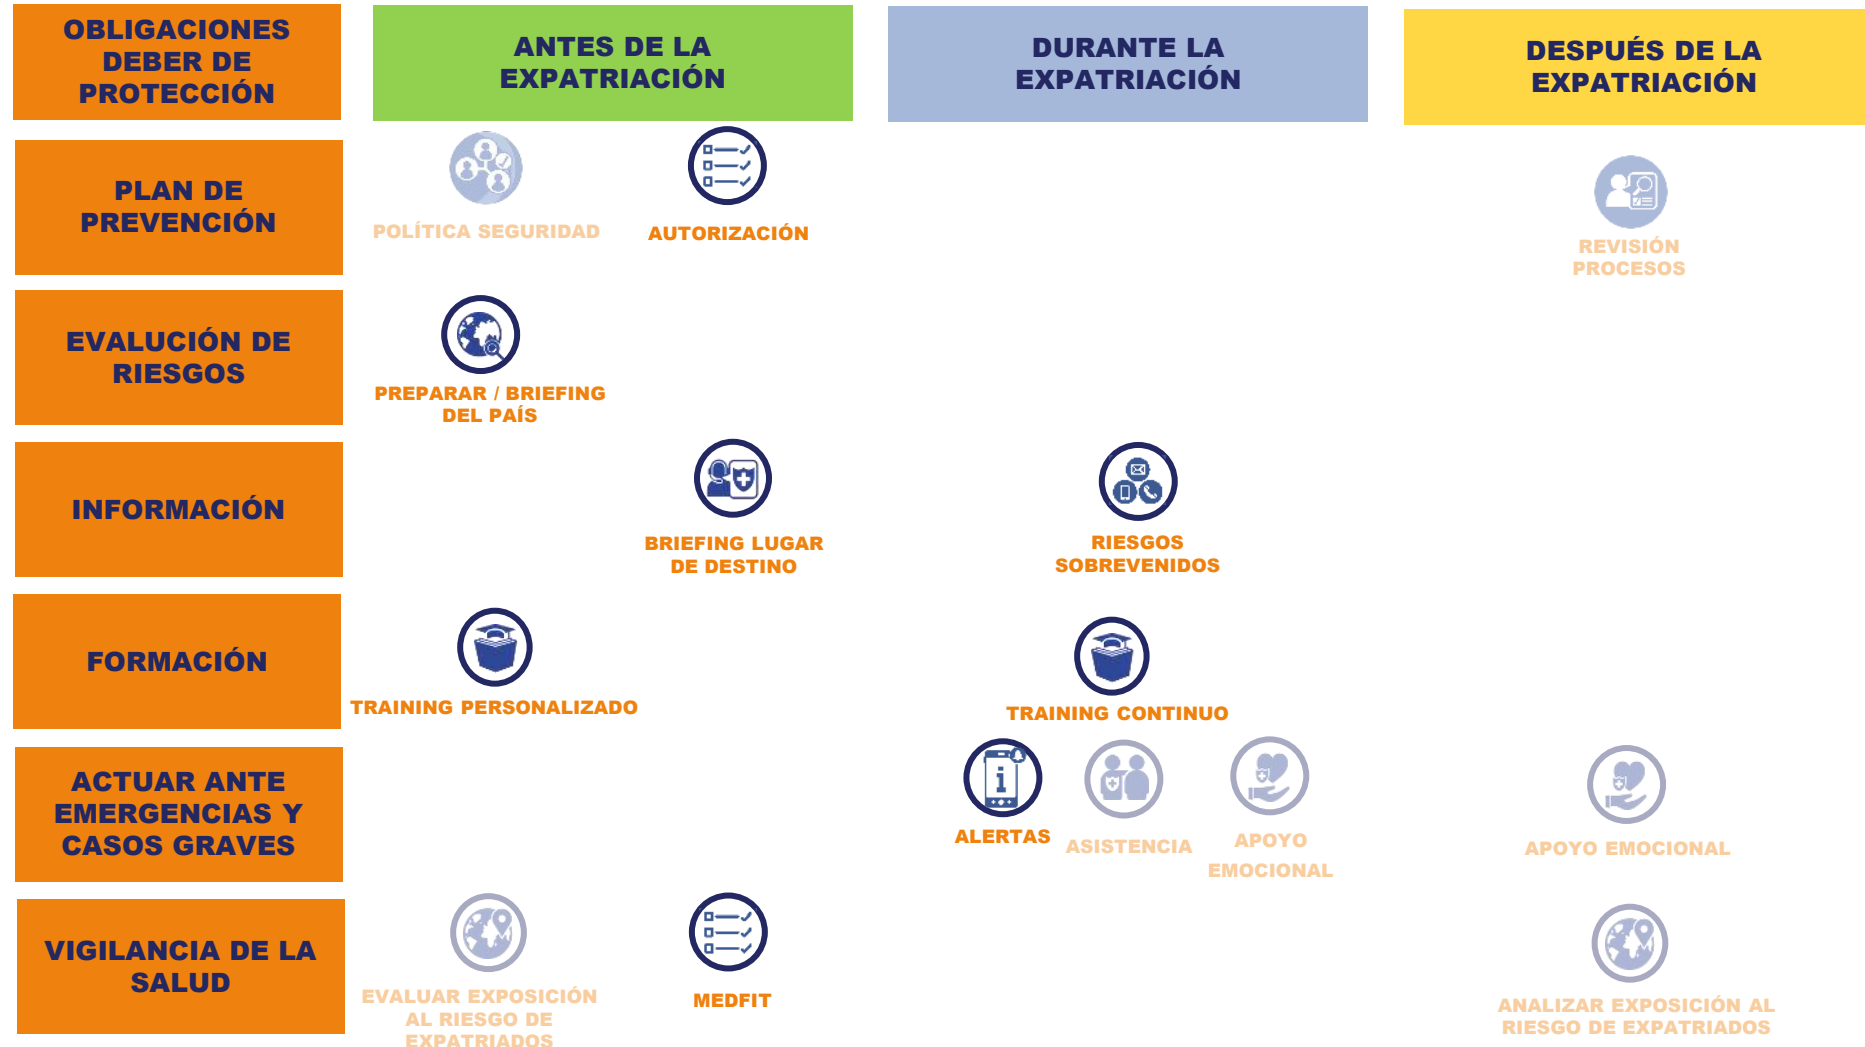 OBLIGACIONES
DEBER DE
PROTECCIÓN
ANTES DE LA
EXPATRIACIÓN
DURANTE LA
EXPATRIACIÓN
DESPUÉS DE LA
EXPATRIACIÓN
PLAN DE
PREVENCIÓN
POLÍTICA SEGURIDAD
AUTORIZACIÓN
REVISIÓN
PROCESOS
EVALUCIÓN DE
RIESGOS
PREPARAR / BRIEFING
DEL PAÍS
INFORMACIÓN
BRIEFING LUGAR
DE DESTINO
RIESGOS
SOBREVENIDOS
FORMACIÓN
TRAINING PERSONALIZADO
TRAINING CONTINUO
ACTUAR ANTE
EMERGENCIAS Y
CASOS GRAVES
i
ALERTAS
ASISTENCIA
APOYO
EMOCIONAL
APOYO EMOCIONAL
VIGILANCIA DE LA
SALUD
EVALUAR EXPOSICIÓN
AL RIESGO DE
EXPATRIADOS
MEDFIT
ANALIZAR EXPOSICIÓN AL
RIESGO DE EXPATRIADOS